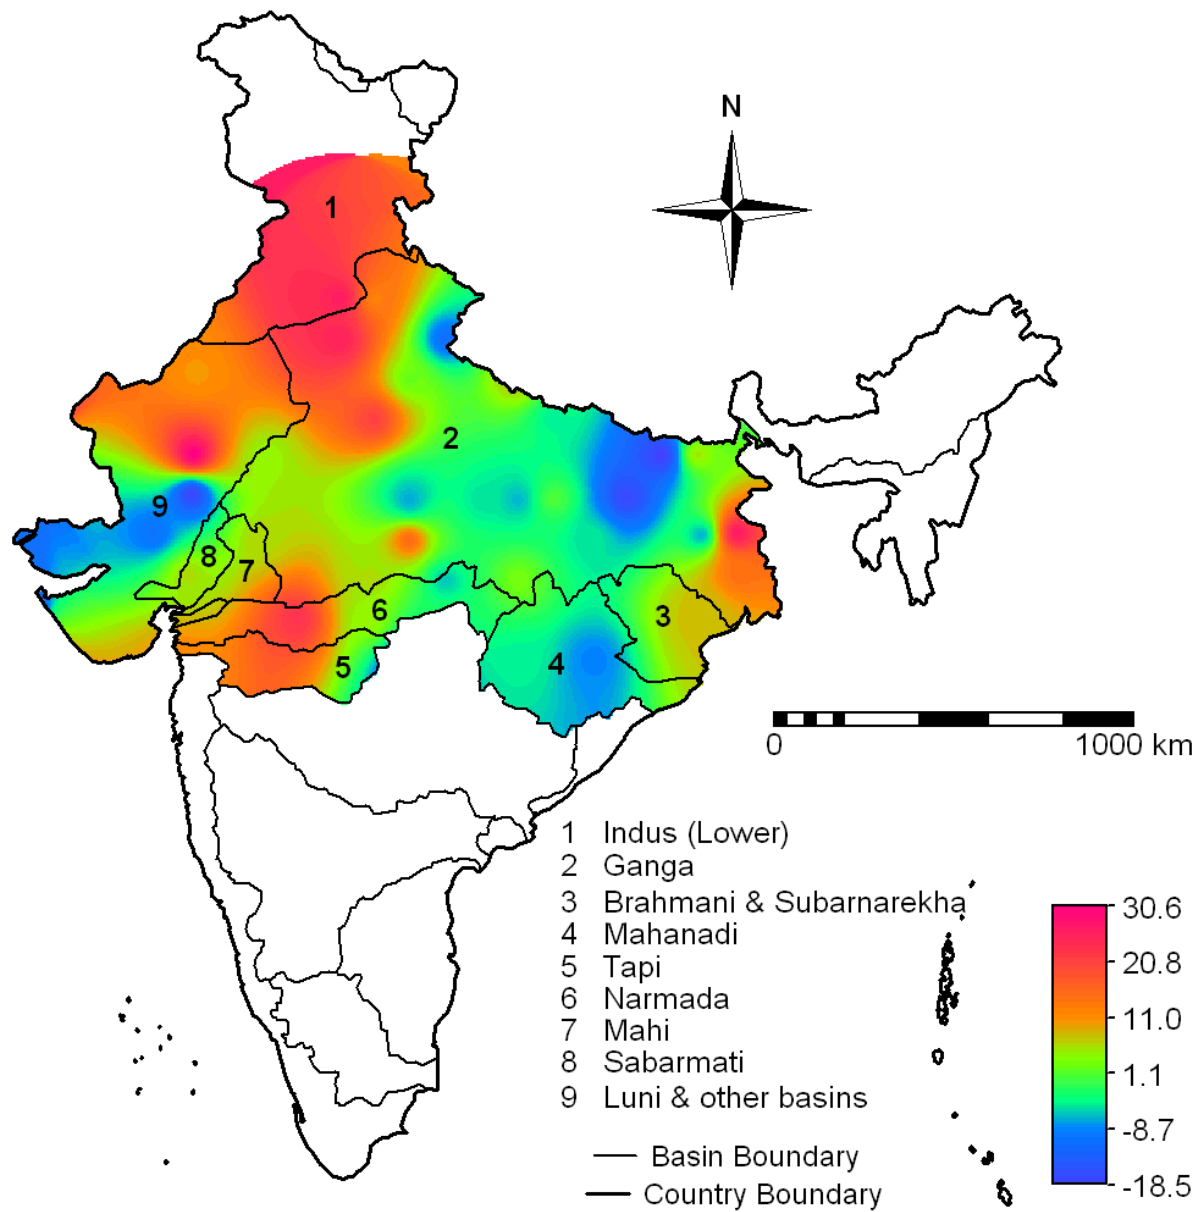 N
1
2
9
8
7
6
5
4
3
0 1000 km
1 Indus (Lower)
2 Ganga
3 Brahmani & Subarnarekha
4 Mahanadi
5 Tapi
6 Narmada
7 Mahi
8 Sabarmati
9 Luni & other basins
Basin Boundary
Country Boundary
30.6
20.8
11.0
1.1
-8.7
-18.5